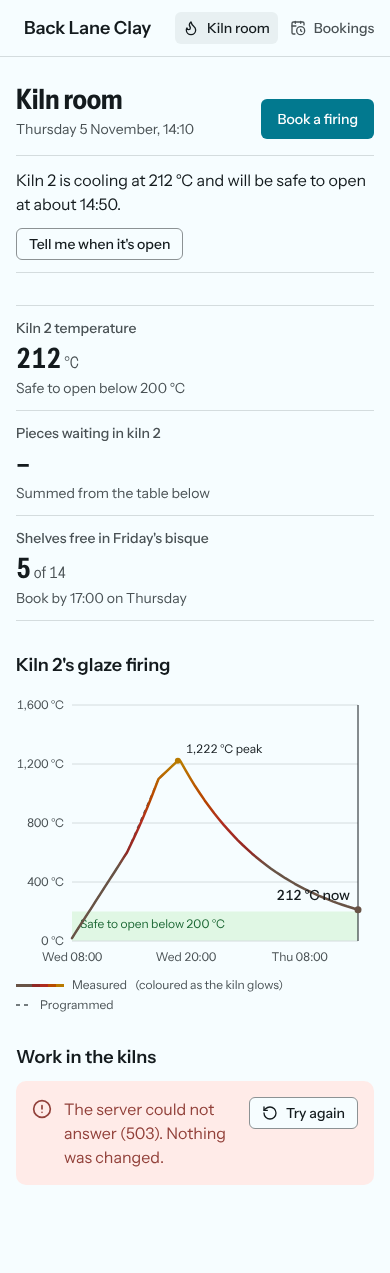 Back Lane Clay
Kiln room
Bookings
Kiln room
Thursday 5 November, 14:10
Book a firing
Kiln 2 is cooling at 212 °C and will be safe to open
at about 14:50.
Tell me when it's open
Kiln 2 temperature
212 °C
Safe to open below 200 °C
Pieces waiting in kiln 2
–
Summed from the table below
Shelves free in Friday's bisque
5 of 14
Book by 17:00 on Thursday
Kiln 2's glaze firing
1,600 °C
1,222 °C peak
1,200 °C
800 °C
400 °C
212 °C now
Safe to open below 200 °C
0 °C
Wed 08:00
Wed 20:00
Thu 08:00
Measured (coloured as the kiln glows)
Programmed
Work in the kilns
The server could not
answer (503). Nothing
was changed.
Try again